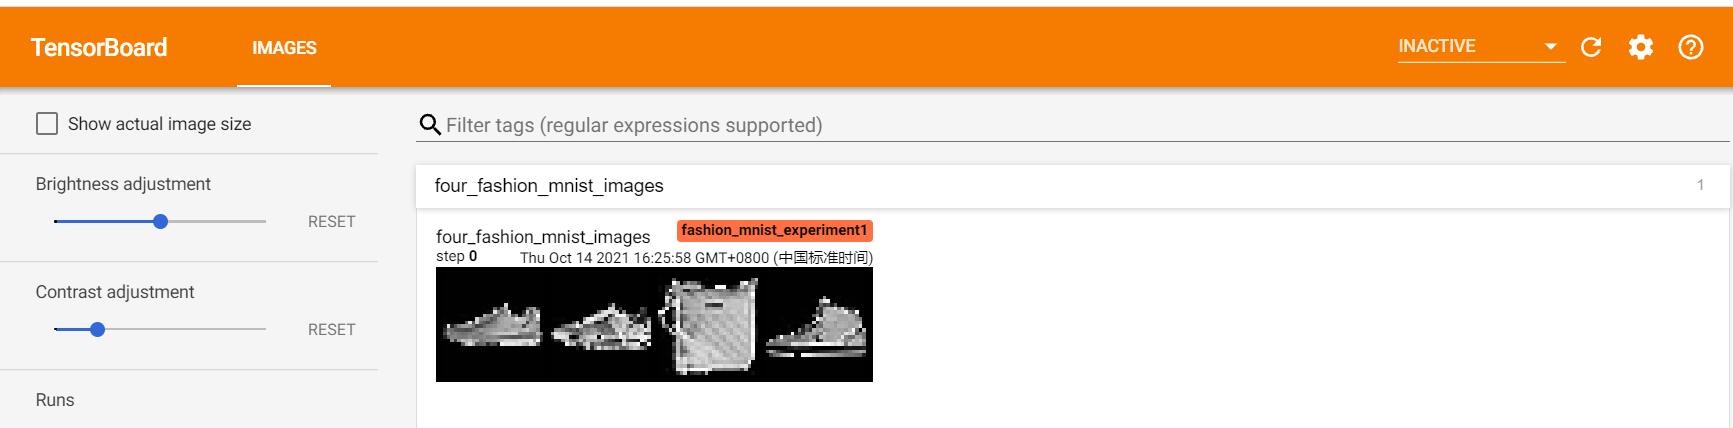 TensorBoard IMAGES INACTIVE
Show actual image size
Filter tags (regular expressions supported)
Brightness adjustment
RESET
Contrast adjustment
RESET
Runs
four_fashion_mnist_images 1
four_fashion_mnist_images fashion_mnist_experiment1
step 0 Thu Oct 14 2021 16:25:58 GMT+0800 (中国标准时间)